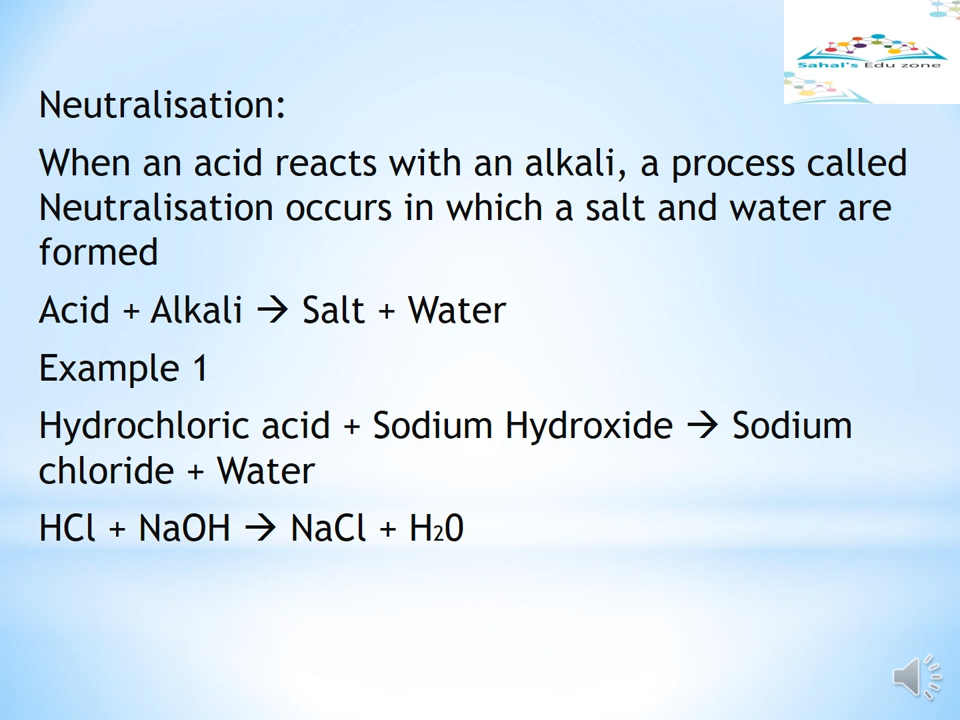 Sahal's Edu zone
Neutralisation:
When an acid reacts with an alkali, a process called
Neutralisation occurs in which a salt and water are
formed
Acid + Alkali → Salt + Water
Example 1
Hydrochloric acid + Sodium Hydroxide → Sodium
chloride + Water
HCl + NaOH → NaCl + H₂0